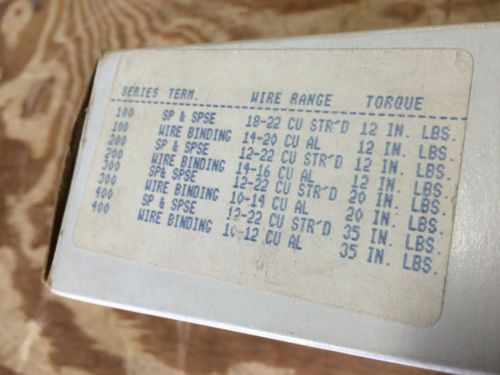 SERIES TERM. WIRE RANGE TORQUE
100 SP & SPSE 18-22 CU STR'D 12 IN. LBS.
100 WIRE BINDING 14-20 CU AL 12 IN. LBS.
200 SP & SPSE 12-22 CU STR'D 12 IN. LBS.
200 WIRE BINDING 14-16 CU AL 12 IN. LBS.
300 SP& SPSE 12-22 CU STR'D 20 IN. LBS.
300 WIRE BINDING 10-14 CU AL 20 IN. LBS.
400 SP & SPSE 12-22 CU STR'D 35 IN. LBS.
400 WIRE BINDING 10-12 CU AL 35 IN. LBS.